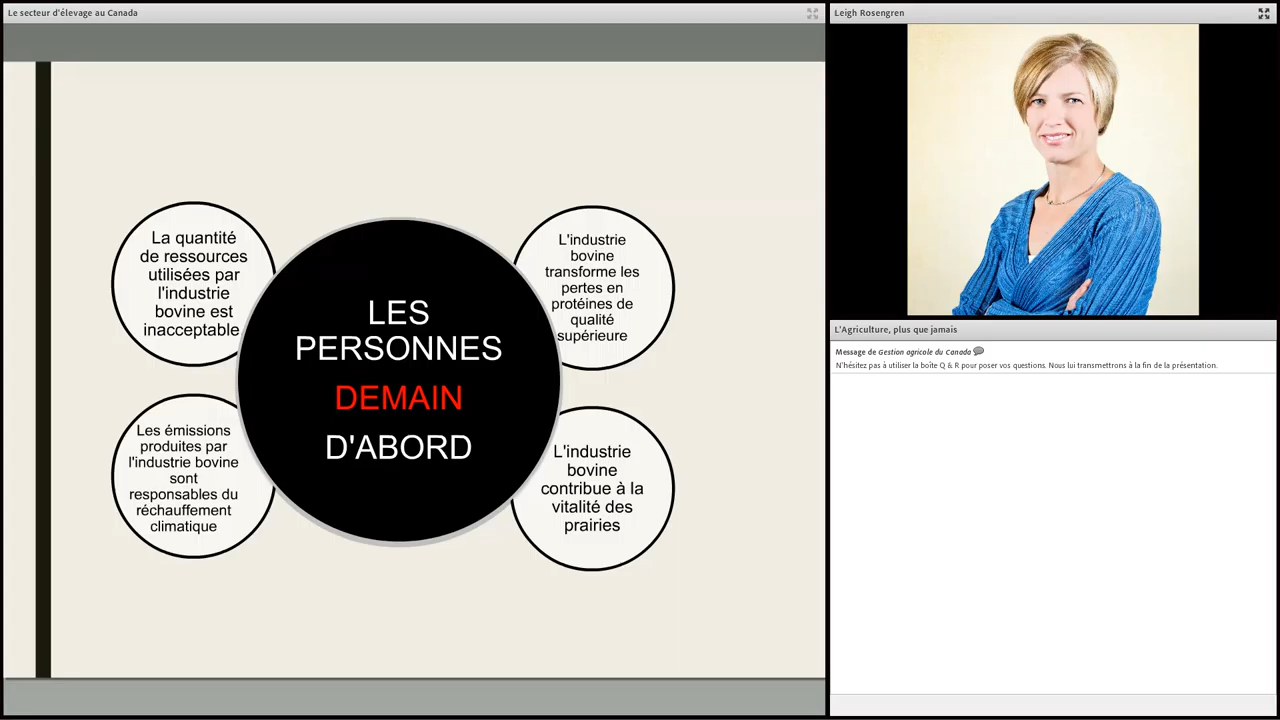 Le secteur d'élevage au Canada
La quantité
de ressources
utilisées par
l'industrie
bovine est
inacceptable
Les émissions
produites par
l'industrie bovine
sont
responsables du
réchauffement
climatique
LES
PERSONNES
DEMAIN
D'ABORD
L'industrie
bovine
transforme les
pertes en
protéines de
qualité
supérieure
L'industrie
bovine
contribue à la
vitalité des
prairies
Leigh Rosengren
L'Agriculture, plus que jamais
Message de Gestion agricole du Canada
N'hésitez pas à utiliser la boîte Q & R pour poser vos questions. Nous lui transmettrons à la fin de la présentation.